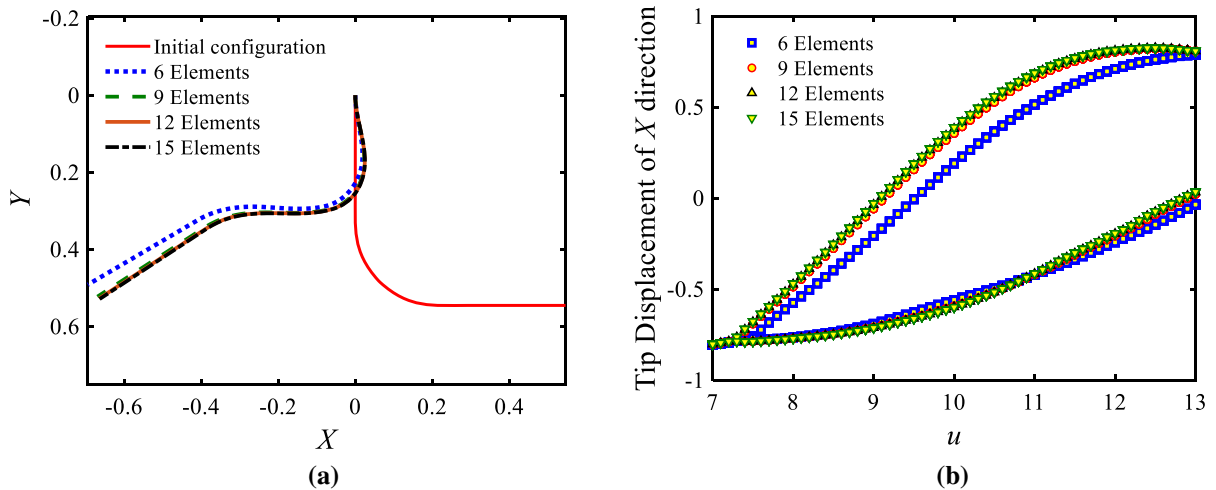 -0.2
0
0.2
0.4
0.6
Y
Initial configuration
6 Elements
9 Elements
12 Elements
15 Elements
-0.6
-0.4
-0.2
0
0.2
0.4
X
(a)
Tip Displacement of X direction
1
0.5
0
-0.5
-1
6 Elements
9 Elements
12 Elements
15 Elements
7
8
9
10
11
12
13
u
(b)